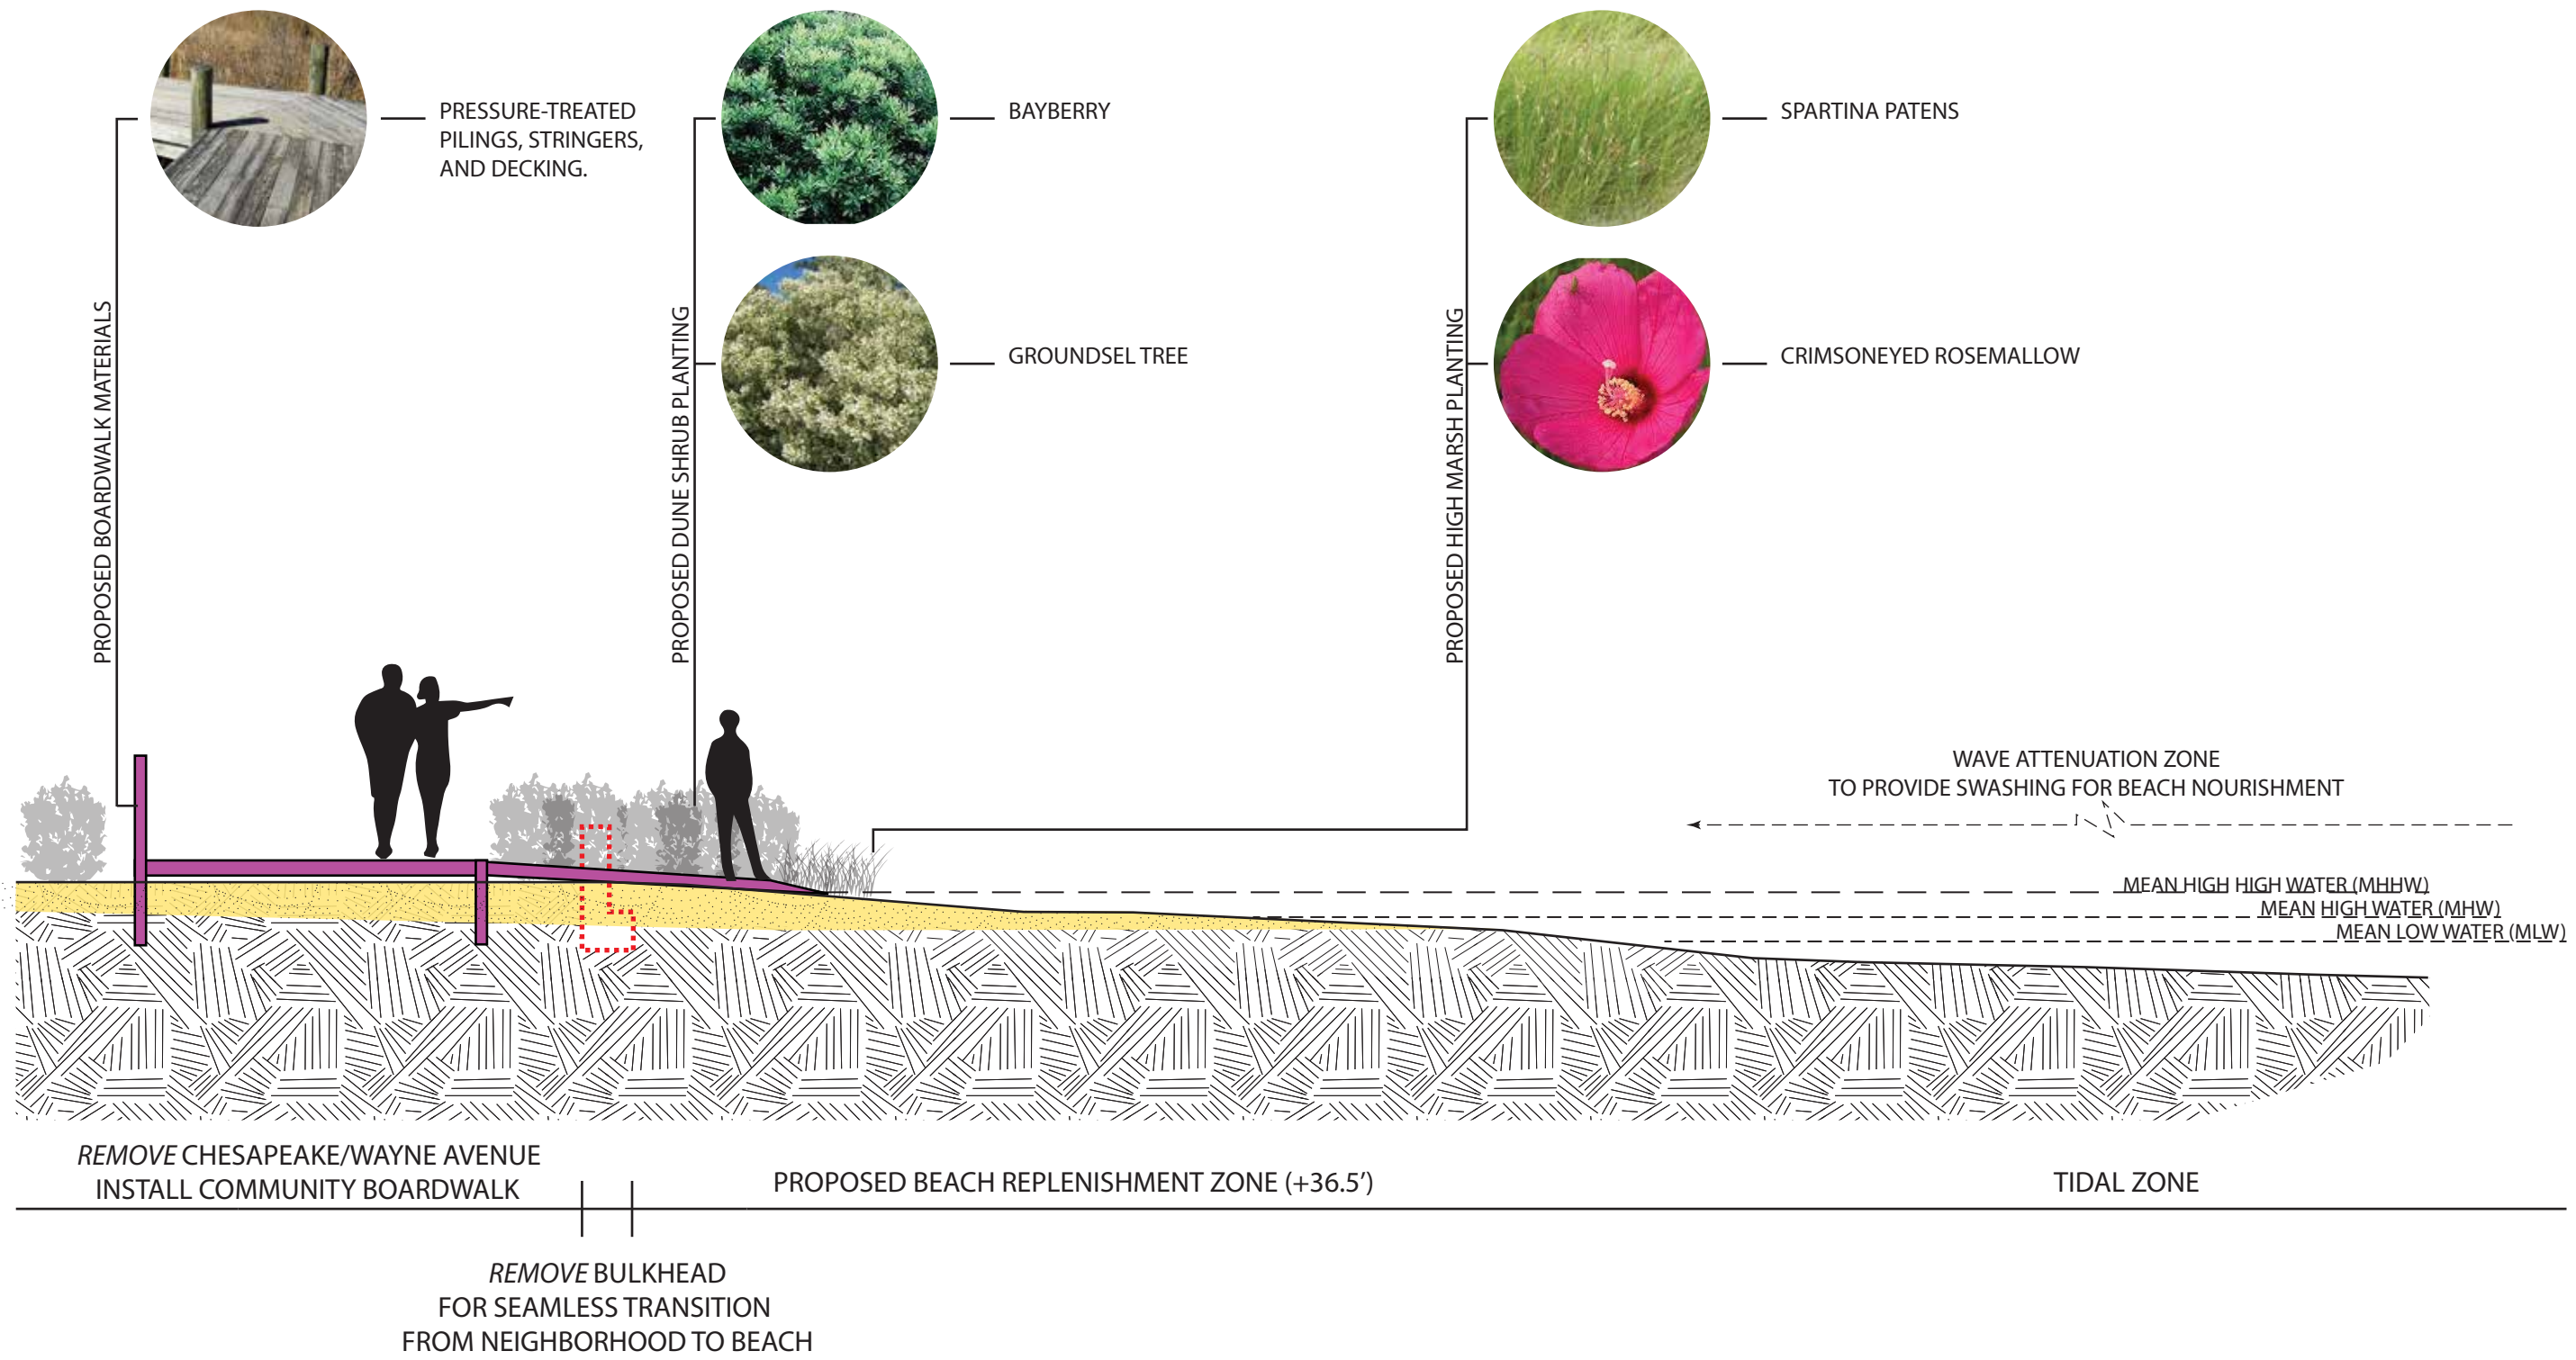 PRESSURE-TREATED
PILINGS, STRINGERS,
AND DECKING.
BAYBERRY
SPARTINA PATENS
GROUNDSEL TREE
CRIMSONEYED ROSEMALLOW
PROPOSED BOARDWALK MATERIALS
PROPOSED DUNE SHRUB PLANTING
PROPOSED HIGH MARSH PLANTING
WAVE ATTENUATION ZONE
TO PROVIDE SWASHING FOR BEACH NOURISHMENT
MEAN HIGH HIGH WATER (MHHW)
MEAN HIGH WATER (MHW)
MEAN LOW WATER (MLW)
REMOVE CHESAPEAKE/WAYNE AVENUE
INSTALL COMMUNITY BOARDWALK
PROPOSED BEACH REPLENISHMENT ZONE (+36.5’)
TIDAL ZONE
REMOVE BULKHEAD
FOR SEAMLESS TRANSITION
FROM NEIGHBORHOOD TO BEACH